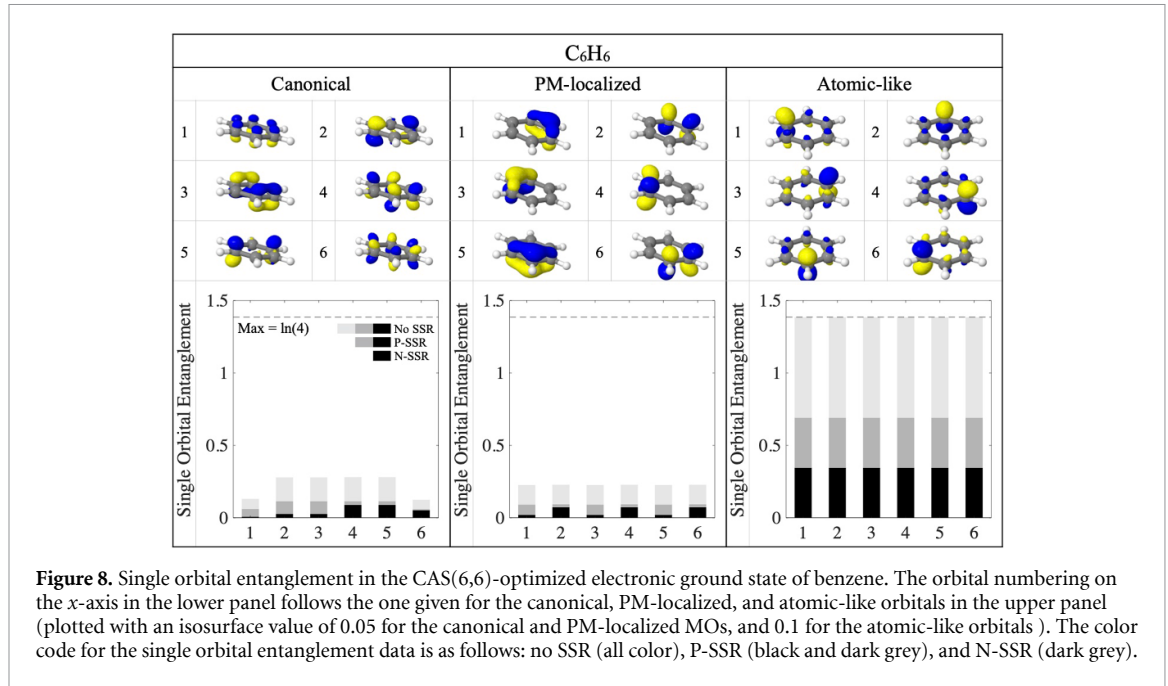 C₆H₆
Canonical PM-localized Atomic-like
1 2 1 2 1 2
3 4 3 4 3 4
5 6 5 6 5 6
Single Orbital Entanglement
1.5
1
0.5
0
Max = ln(4)
No SSR
P-SSR
N-SSR
1 2 3 4 5 6
Single Orbital Entanglement
1.5
1
0.5
0
1 2 3 4 5 6
Single Orbital Entanglement
1.5
1
0.5
0
1 2 3 4 5 6
Figure 8. Single orbital entanglement in the CAS(6,6)-optimized electronic ground state of benzene. The orbital numbering on
the x-axis in the lower panel follows the one given for the canonical, PM-localized, and atomic-like orbitals in the upper panel
(plotted with an isosurface value of 0.05 for the canonical and PM-localized MOs, and 0.1 for the atomic-like orbitals ). The color
code for the single orbital entanglement data is as follows: no SSR (all color), P-SSR (black and dark grey), and N-SSR (dark grey).